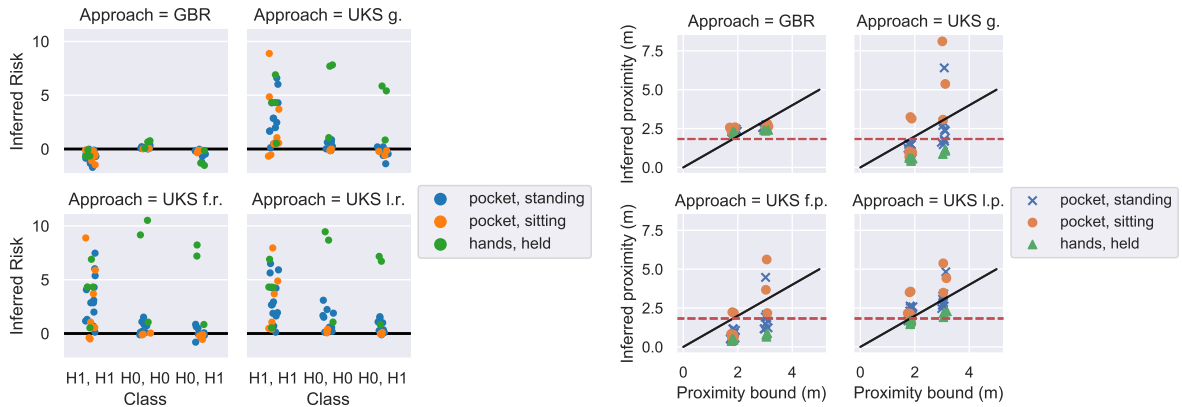 Approach = GBR
Approach = UKS g.
10
5
0
Inferred Risk
Approach = UKS f.r.
Approach = UKS l.r.
10
5
0
Inferred Risk
H1, H1 H0, H0 H0, H1
H1, H1 H0, H0 H0, H1
Class
Class
pocket, standing
pocket, sitting
hands, held
Approach = GBR
Approach = UKS g.
7.5
5.0
2.5
0.0
Inferred proximity (m)
Approach = UKS f.p.
Approach = UKS l.p.
7.5
5.0
2.5
0.0
Inferred proximity (m)
0 2 4
0 2 4
Proximity bound (m)
Proximity bound (m)
pocket, standing
pocket, sitting
hands, held